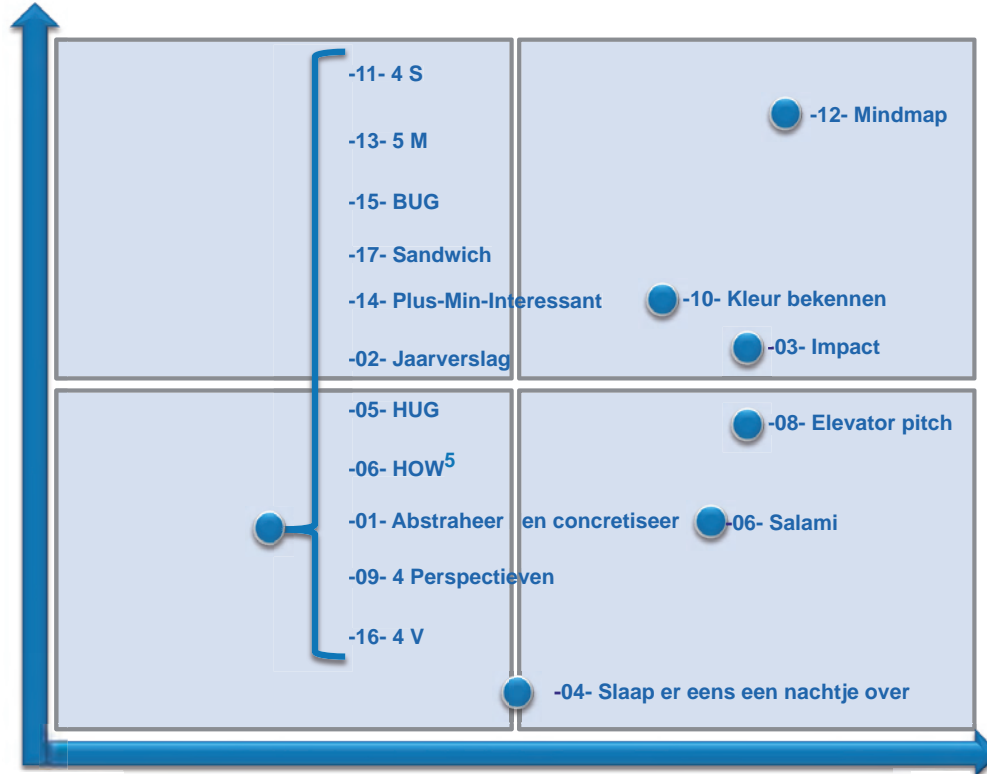 -11- 4 S
-12- Mindmap
-13- 5 M
-15- BUG
-17- Sandwich
-14- Plus-Min-Interessant
-10- Kleur bekennen
-03- Impact
-02- Jaarverslag
-05- HUG
-08- Elevator pitch
-06- HOW⁵
-01- Abstraheer en concretiseer
-06- Salami
-09- 4 Perspectieven
-16- 4 V
-04- Slaap er eens een nachtje over